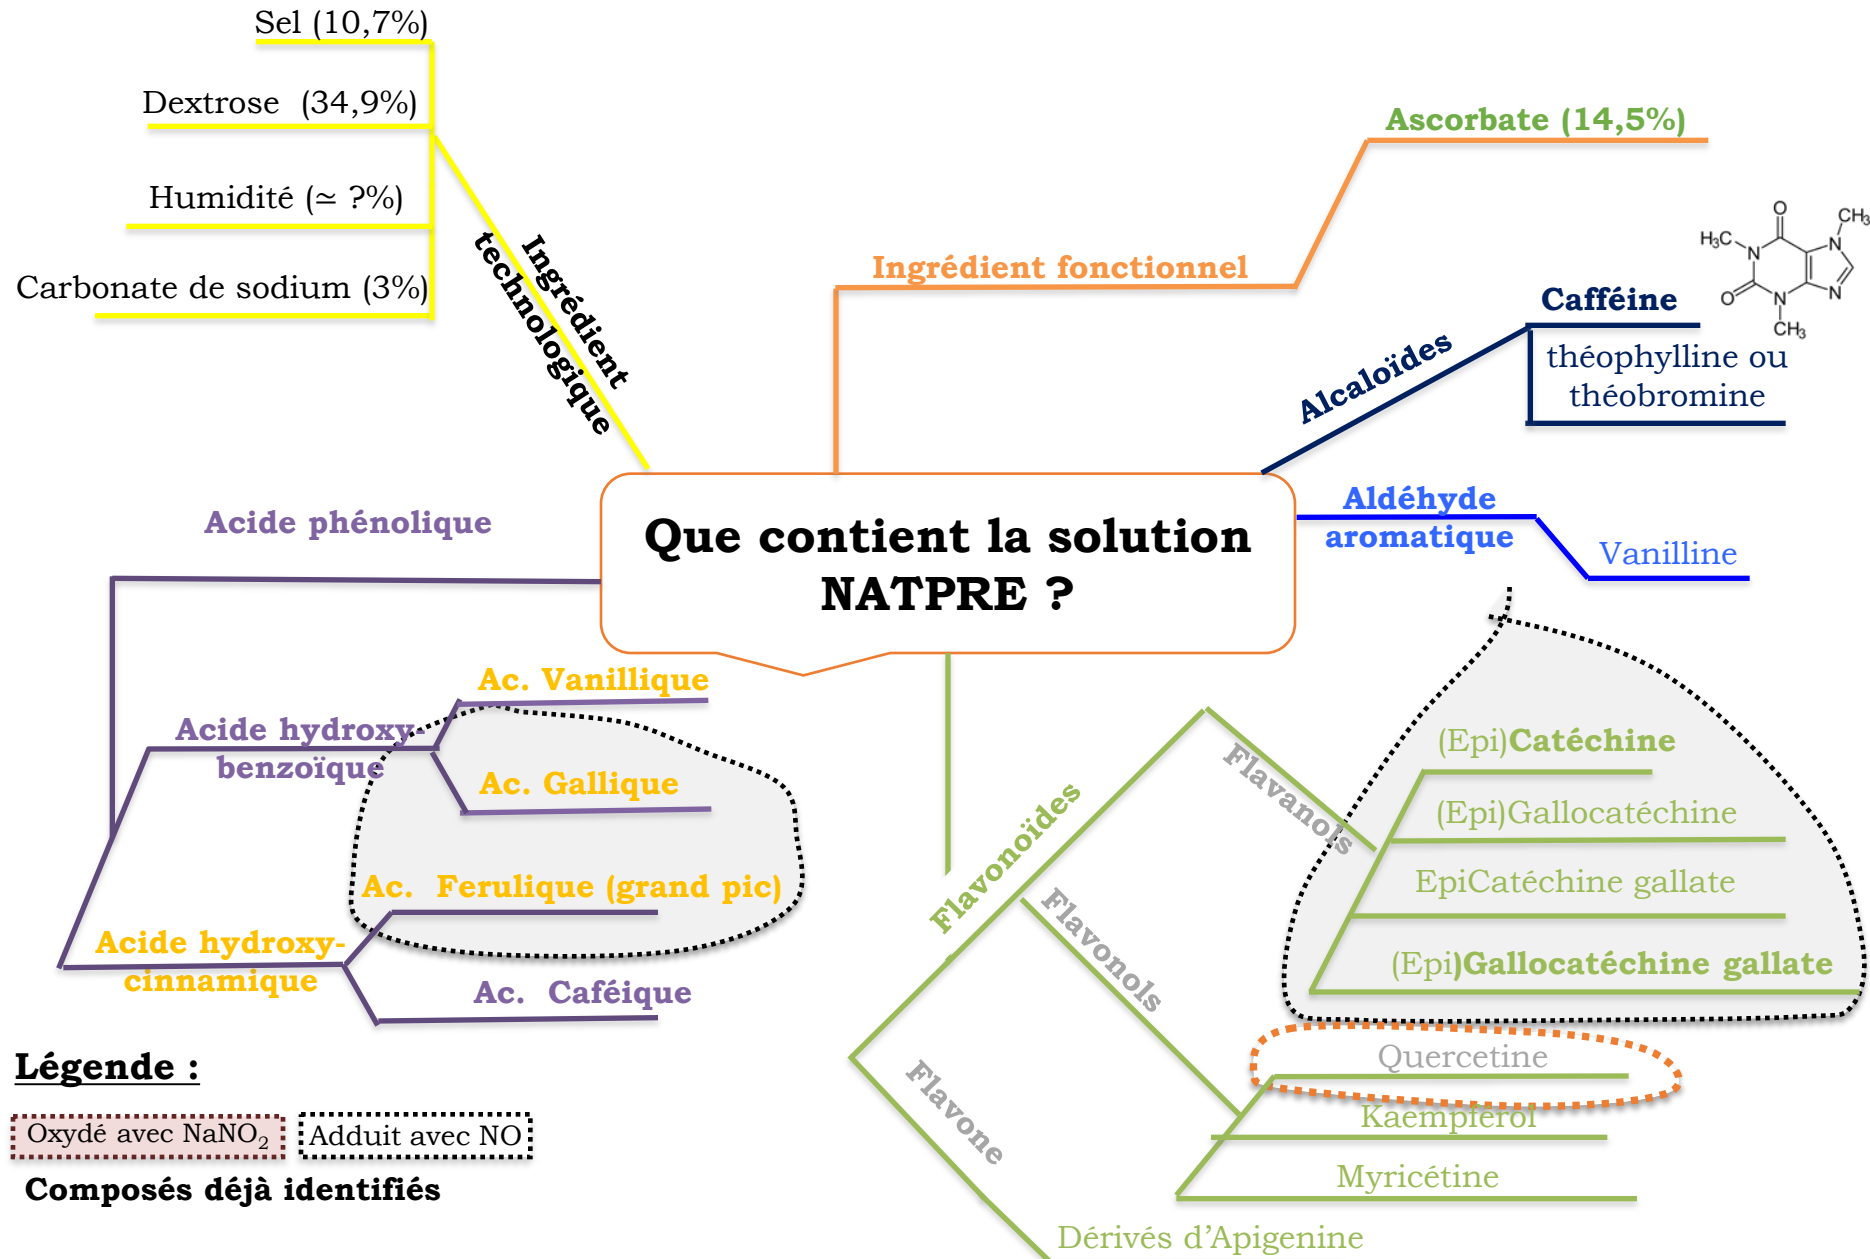 Sel (10,7%)
Dextrose (34,9%)
Humidité (≃ ?%)
Carbonate de sodium (3%)
Ingrédient
technologique
Ingrédient fonctionnel
Ascorbate (14,5%)
Alcaloïdes
Cafféine
théophylline ou
théobromine
O
CH₃
H₃C
N
N
O
N
N
CH₃
Aldéhyde
aromatique
Vanilline
Que contient la solution
NATPRE ?
Acide phénolique
Acide hydroxy-
benzoïque
Ac. Vanillique
Ac. Gallique
Acide hydroxy-
cinnamique
Ac. Ferulique (grand pic)
Ac. Caféique
Flavonoïdes
Flavanols
(Epi)Catéchine
(Epi)Gallocatéchine
EpiCatéchine gallate
(Epi)Gallocatéchine gallate
Flavonols
Quercetine
Kaempférol
Myricétine
Flavone
Dérivés d’Apigenine
Légende :
Oxydé avec NaNO₂
Adduit avec NO
Composés déjà identifiés